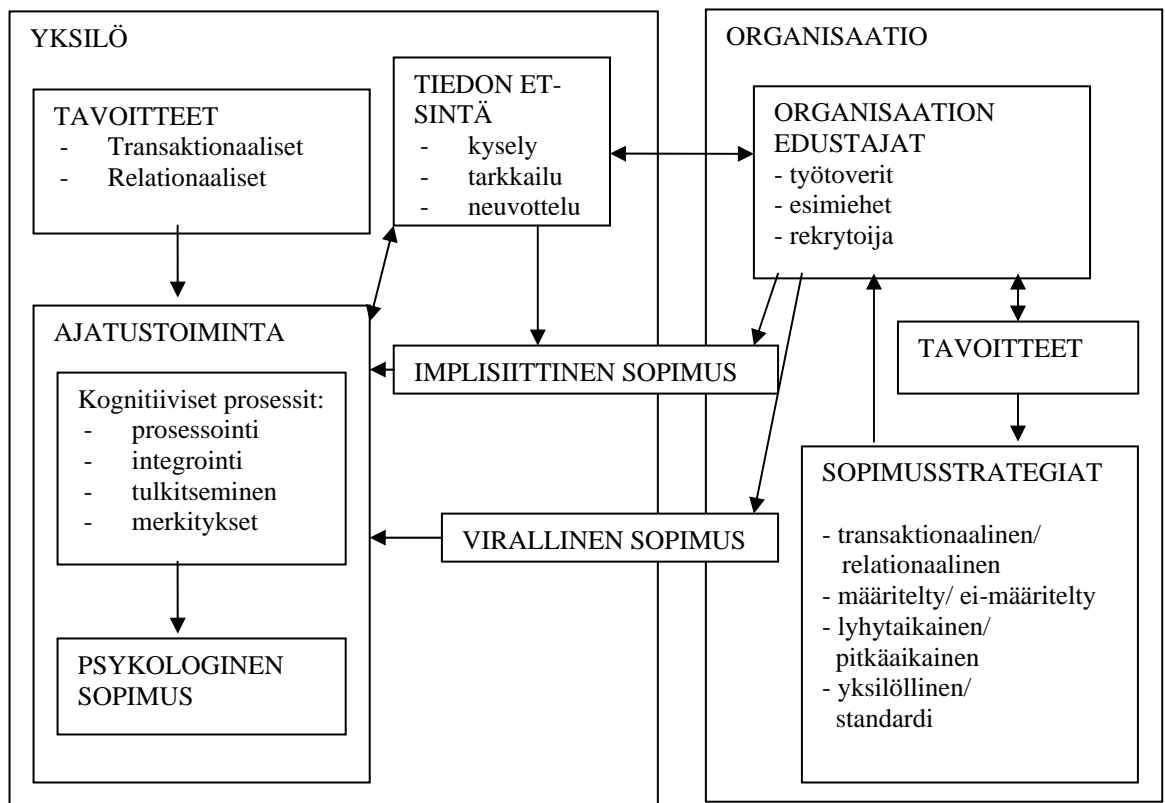 YKSILÖ
TAVOITTEET
- Transaktionaaliset
- Relationaaliset
TIEDON ET-
SINTÄ
- kysely
- tarkkailu
- neuvottelu
AJATUSTOIMINTA
Kognitiiviset prosessit:
- prosessointi
- integrointi
- tulkitseminen
- merkitykset
PSYKOLOGINEN
SOPIMUS
IMPLISIITTINEN SOPIMUS
VIRALLINEN SOPIMUS
ORGANISAATIO
ORGANISAATION
EDUSTAJAT
- työtoverit
- esimiehet
- rekrytoija
TAVOITTEET
SOPIMUSSTRATEGIAT
- transaktionaalinen/
relationaalinen
- määritelty/ ei-määritelty
- lyhytaikainen/
pitkäaikainen
- yksilöllinen/
standardi